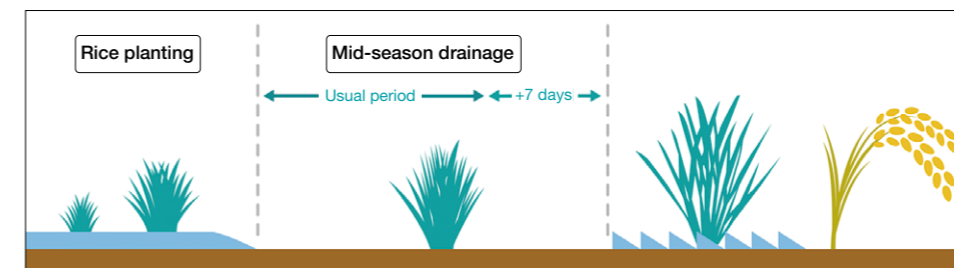 Rice planting
Mid-season drainage
Usual period
+7 days